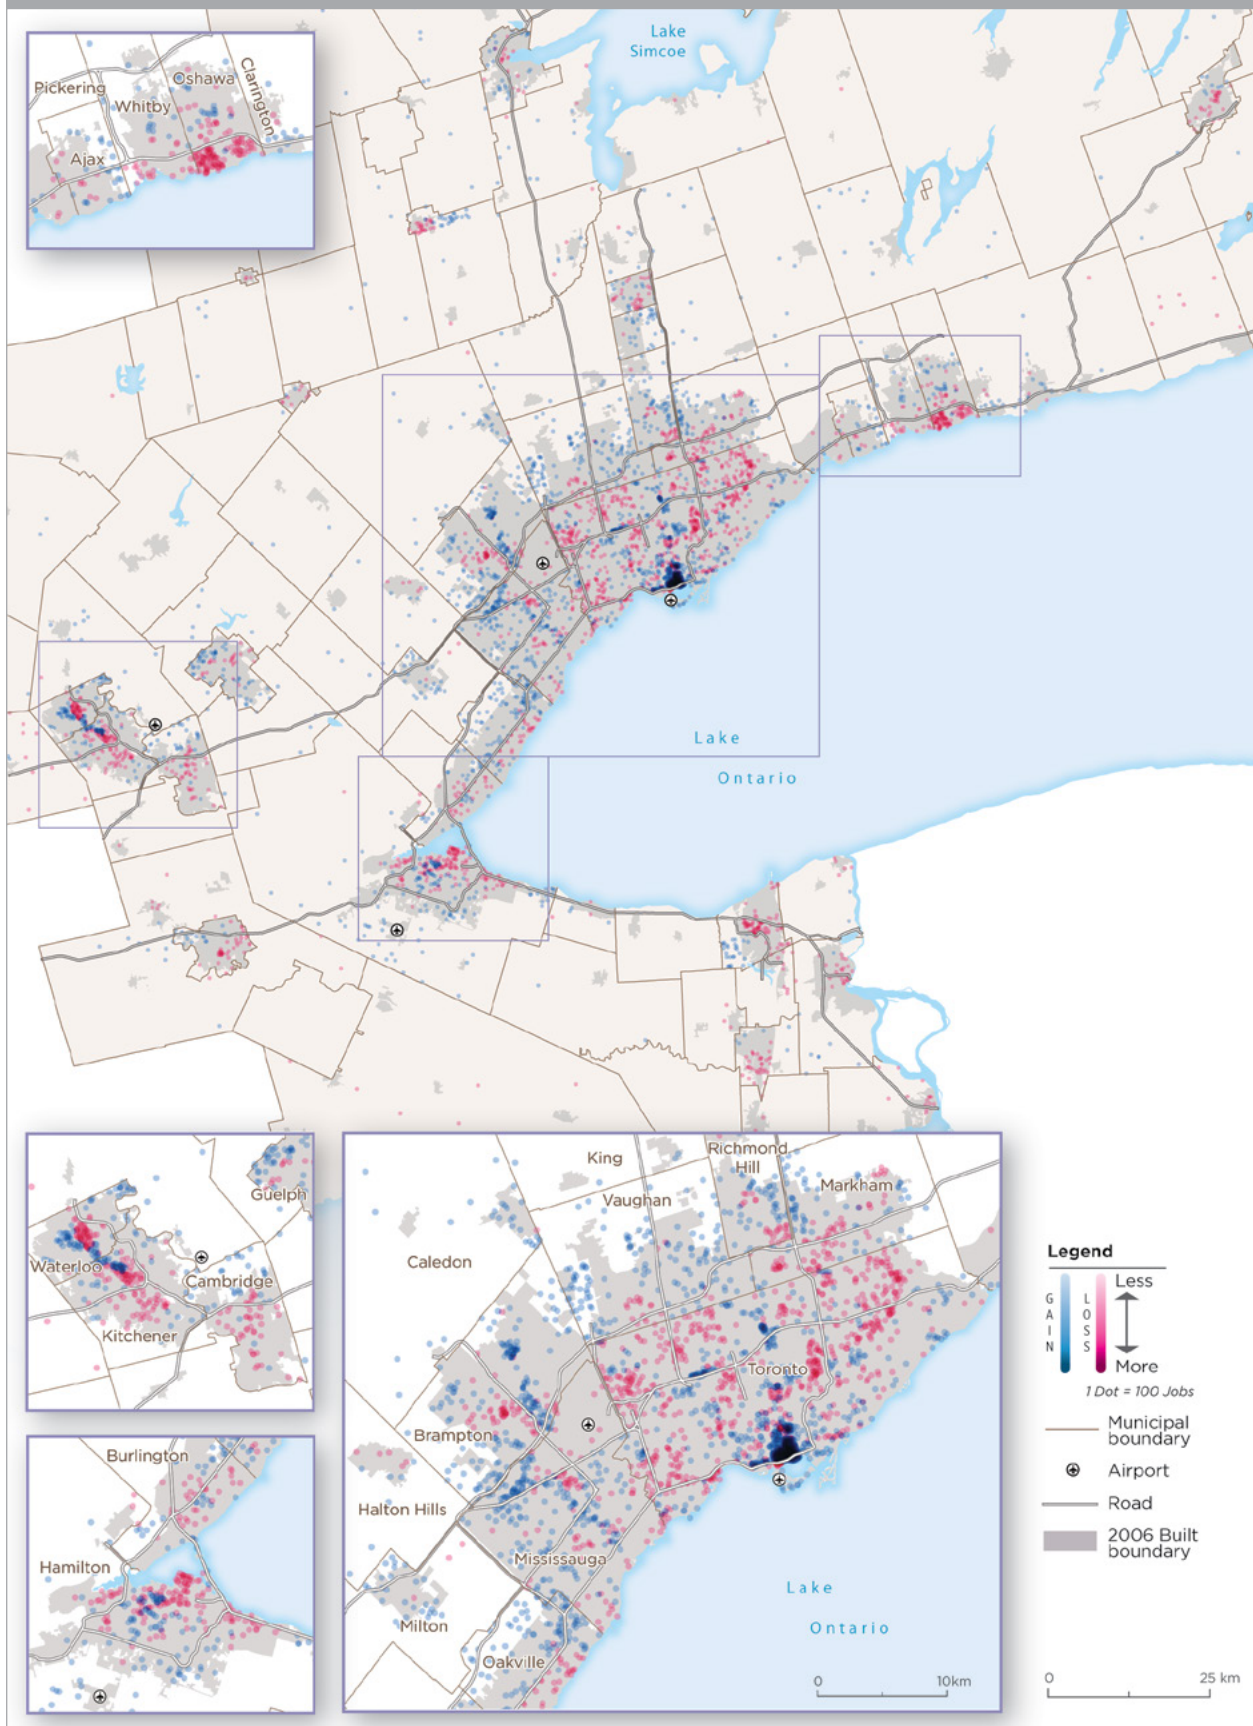 Lake
Simcoe
Pickering
Oshawa
Clarington
Whitby
Ajax
Lake
Ontario
Guelph
Waterloo
Cambridge
Kitchener
Burlington
Hamilton
King
Richmond
Hill
Vaughan
Markham
Caledon
Toronto
Brampton
Halton Hills
Mississauga
Milton
Oakville
Lake
Ontario
0 10km
Legend
GAIN
LOSS
Less
More
1 Dot = 100 Jobs
Municipal
boundary
Airport
Road
2006 Built
boundary
0 25 km